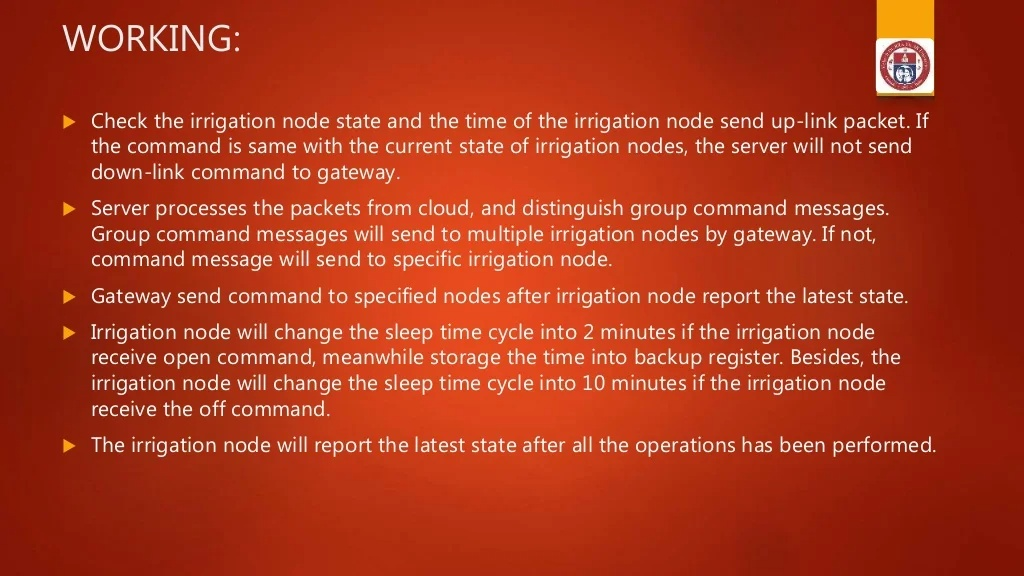 WORKING:
Check the irrigation node state and the time of the irrigation node send up-link packet. If
the command is same with the current state of irrigation nodes, the server will not send
down-link command to gateway.
Server processes the packets from cloud, and distinguish group command messages.
Group command messages will send to multiple irrigation nodes by gateway. If not,
command message will send to specific irrigation node.
Gateway send command to specified nodes after irrigation node report the latest state.
Irrigation node will change the sleep time cycle into 2 minutes if the irrigation node
receive open command, meanwhile storage the time into backup register. Besides, the
irrigation node will change the sleep time cycle into 10 minutes if the irrigation node
receive the off command.
The irrigation node will report the latest state after all the operations has been performed.